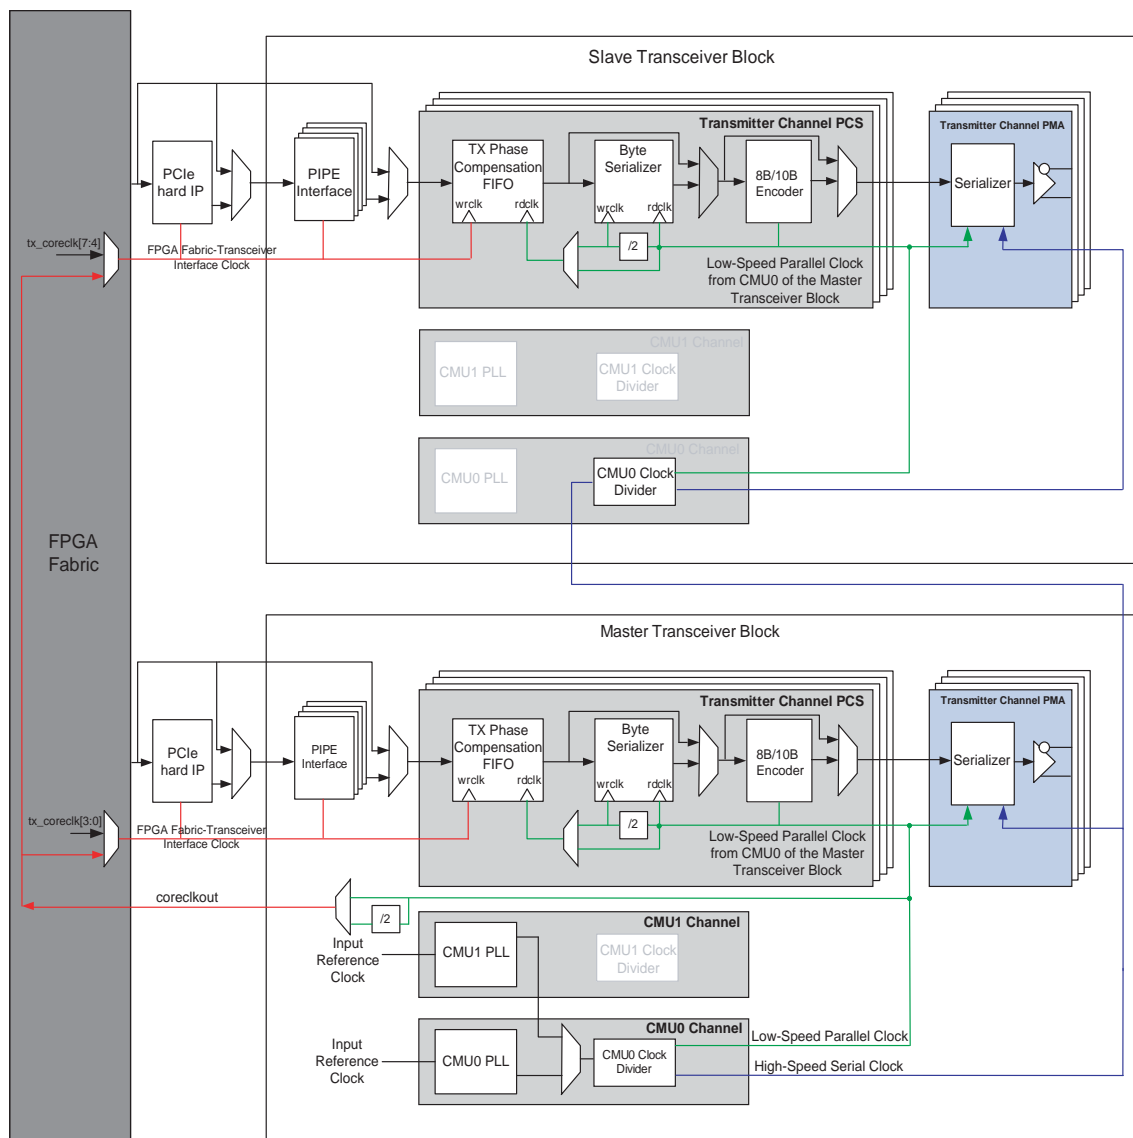 Slave Transceiver Block
Transmitter Channel PCS
Transmitter Channel PMA
PCIe
hard IP
PIPE
Interface
TX Phase
Compensation
FIFO
wrclk
rdclk
Byte
Serializer
wrclk
rdclk
/2
8B/10B
Encoder
Serializer
tx_coreclk[7:4]
FPGA Fabric-Transceiver
Interface Clock
Low-Speed Parallel Clock
from CMU0 of the Master
Transceiver Block
CMU1 Channel
CMU1 PLL
CMU1 Clock
Divider
CMU0 Channel
CMU0 PLL
CMU0 Clock
Divider
FPGA
Fabric
Master Transceiver Block
Transmitter Channel PCS
Transmitter Channel PMA
PCIe
hard IP
PIPE
Interface
TX Phase
Compensation
FIFO
wrclk
rdclk
Byte
Serializer
wrclk
rdclk
/2
8B/10B
Encoder
Serializer
tx_coreclk[3:0]
FPGA Fabric-Transceiver
Interface Clock
Low-Speed Parallel Clock
from CMU0 of the Master
Transceiver Block
coreclkout
/2
CMU1 Channel
Input
Reference
Clock
CMU1 PLL
CMU1 Clock
Divider
CMU0 Channel
Input
Reference
Clock
CMU0 PLL
CMU0 Clock
Divider
Low-Speed Parallel Clock
High-Speed Serial Clock